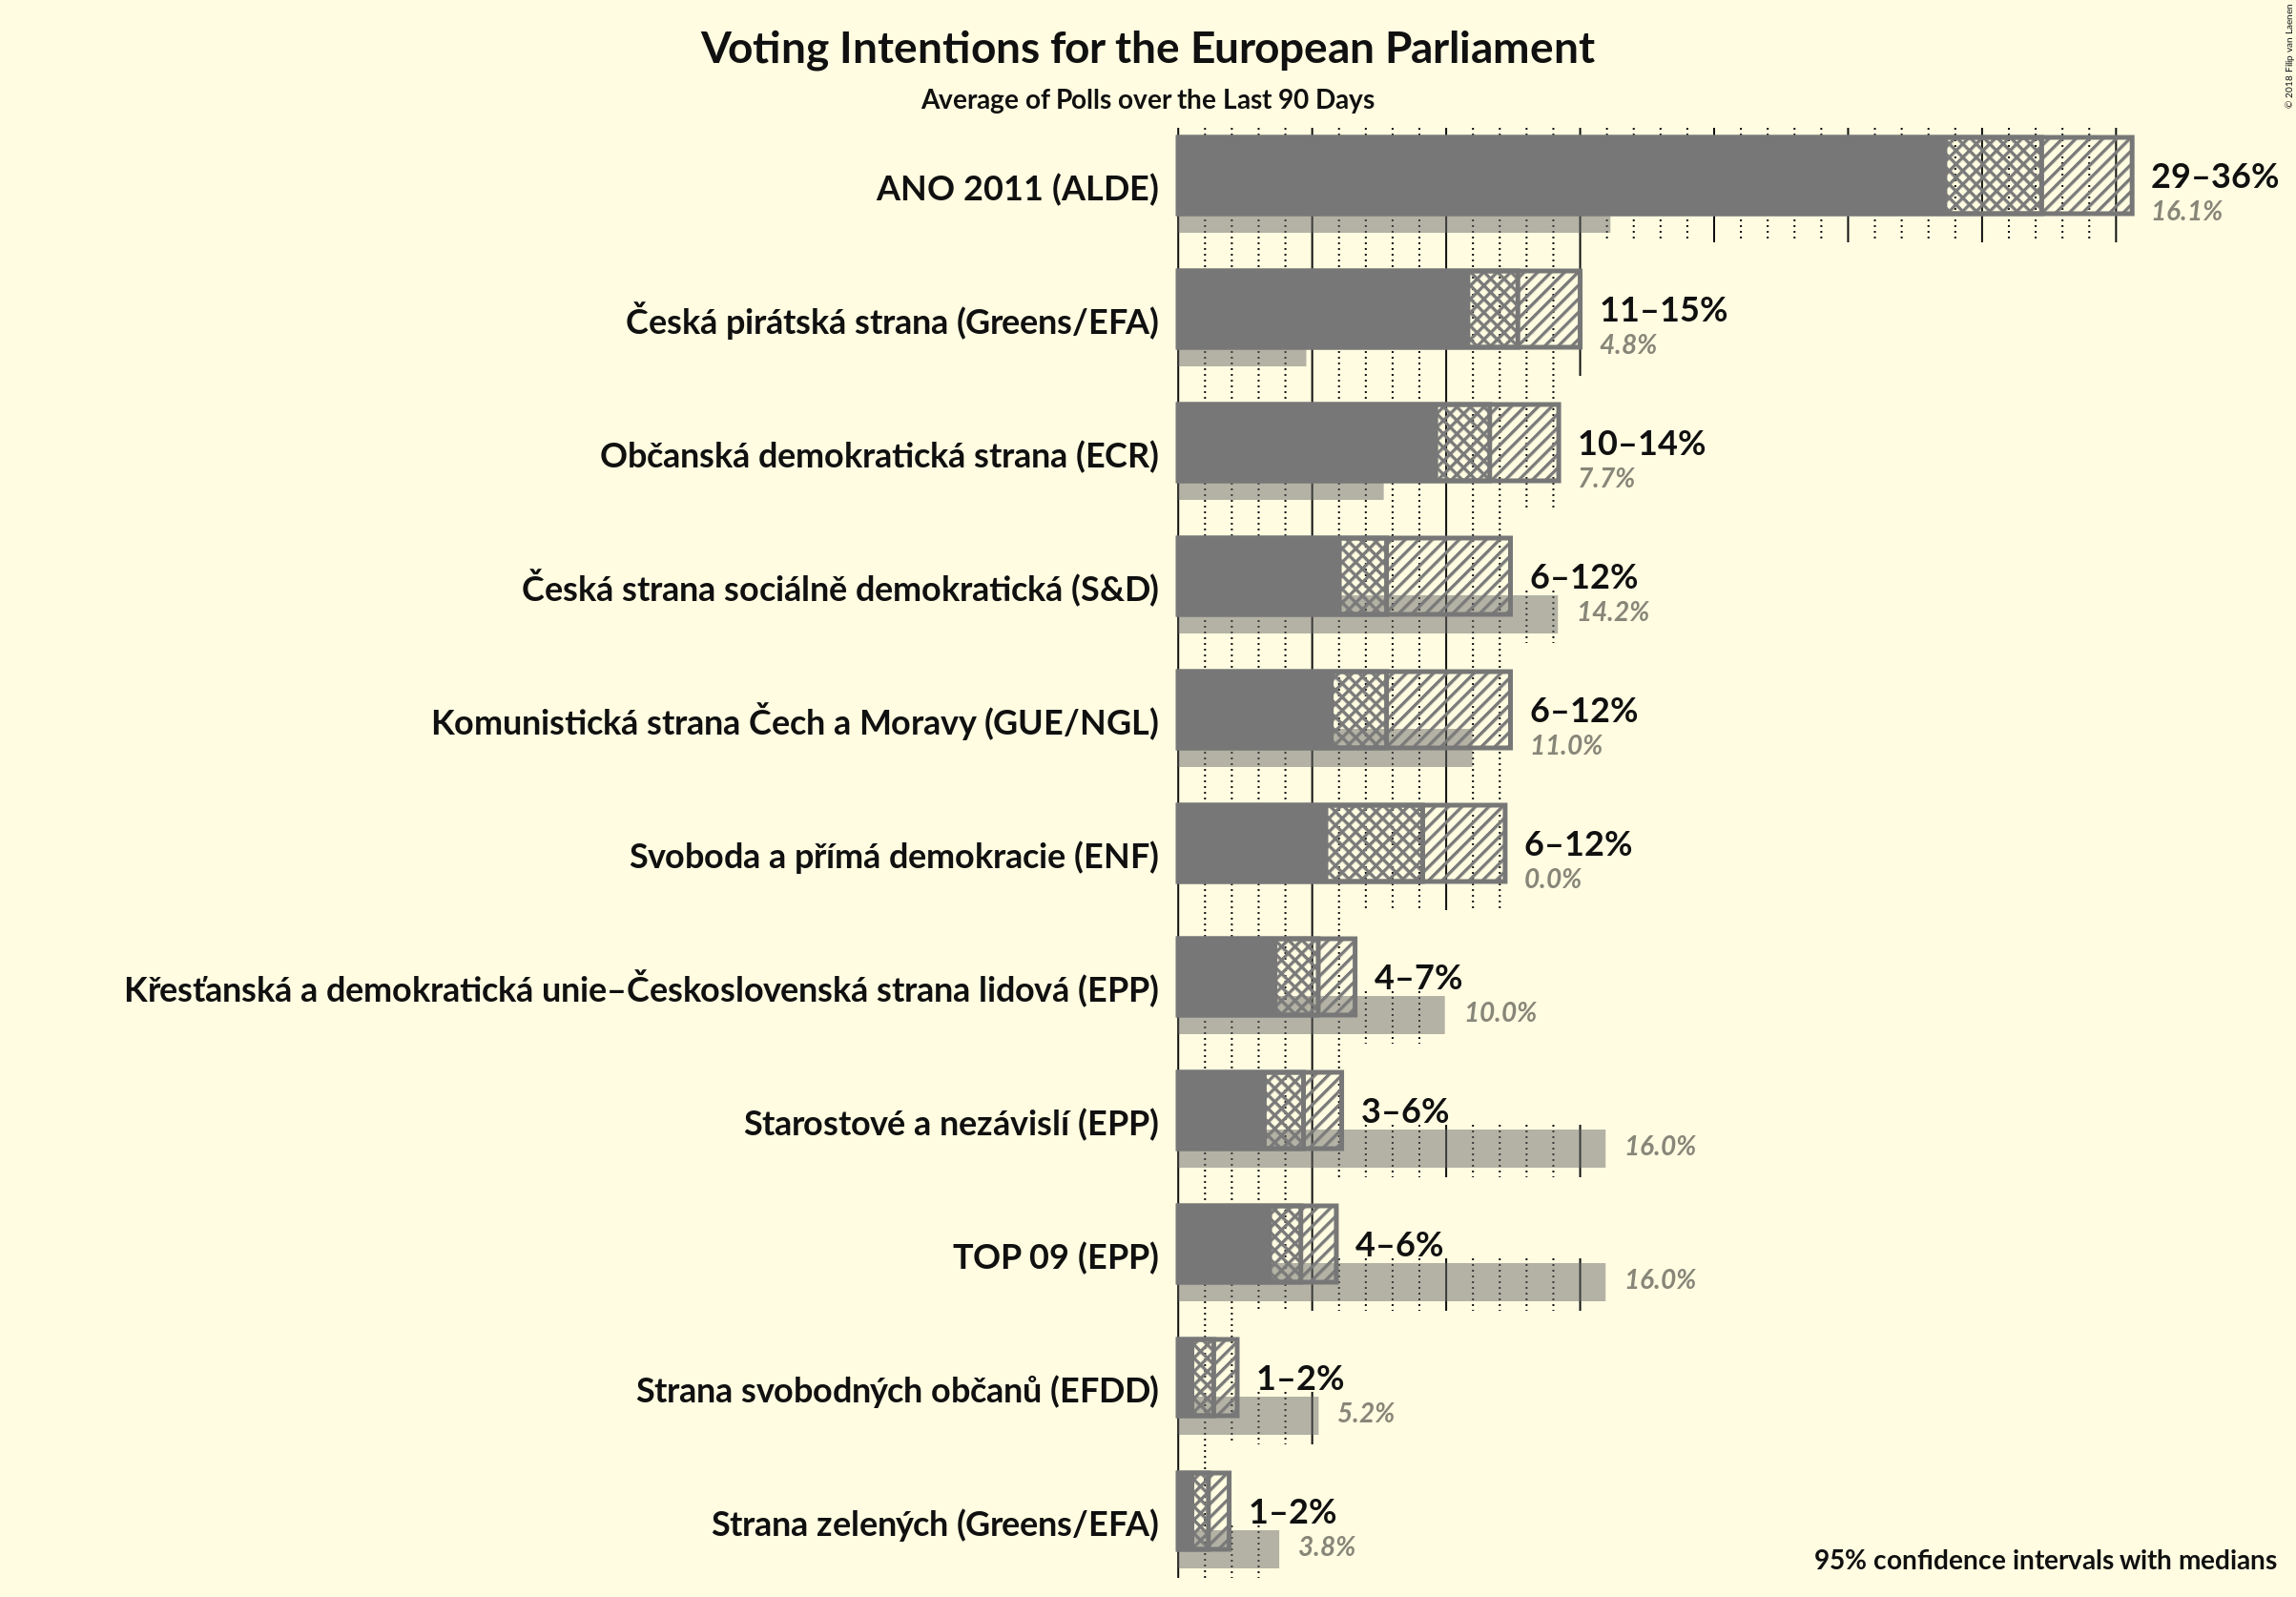 Voting Intentions for the European Parliament
Average of Polls over the Last 90 Days
© 2018 Filip van Laenen
ANO 2011 (ALDE)
29–36%
16.1%
Česká pirátská strana (Greens/EFA)
11–15%
4.8%
Občanská demokratická strana (ECR)
10–14%
7.7%
Česká strana sociálně demokratická (S&D)
6–12%
14.2%
Komunistická strana Čech a Moravy (GUE/NGL)
6–12%
11.0%
Svoboda a přímá demokracie (ENF)
6–12%
0.0%
Křesťanská a demokratická unie–Československá strana lidová (EPP)
4–7%
10.0%
Starostové a nezávislí (EPP)
3–6%
16.0%
TOP 09 (EPP)
4–6%
16.0%
Strana svobodných občanů (EFDD)
1–2%
5.2%
Strana zelených (Greens/EFA)
1–2%
3.8%
95% confidence intervals with medians